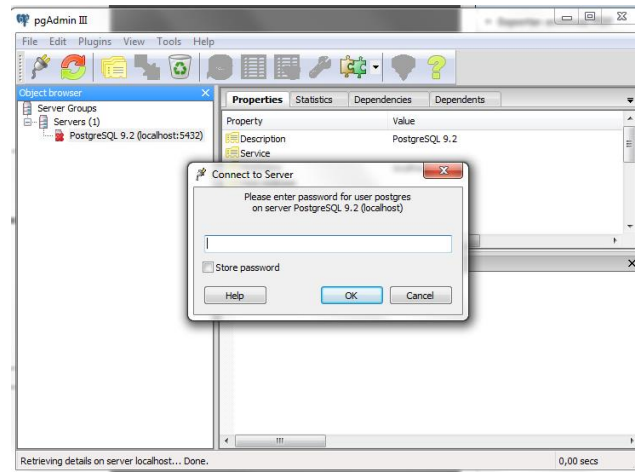 pgAdmin III
File Edit Plugins View Tools Help
Object browser
Server Groups
Servers (1)
PostgreSQL 9.2 (localhost:5432)
Properties Statistics Dependencies Dependents
Property Value
Description PostgreSQL 9.2
Service
Connect to Server
Please enter password for user postgres
on server PostgreSQL 9.2 (localhost)
Store password
Help OK Cancel
Retrieving details on server localhost... Done. 0,00 secs